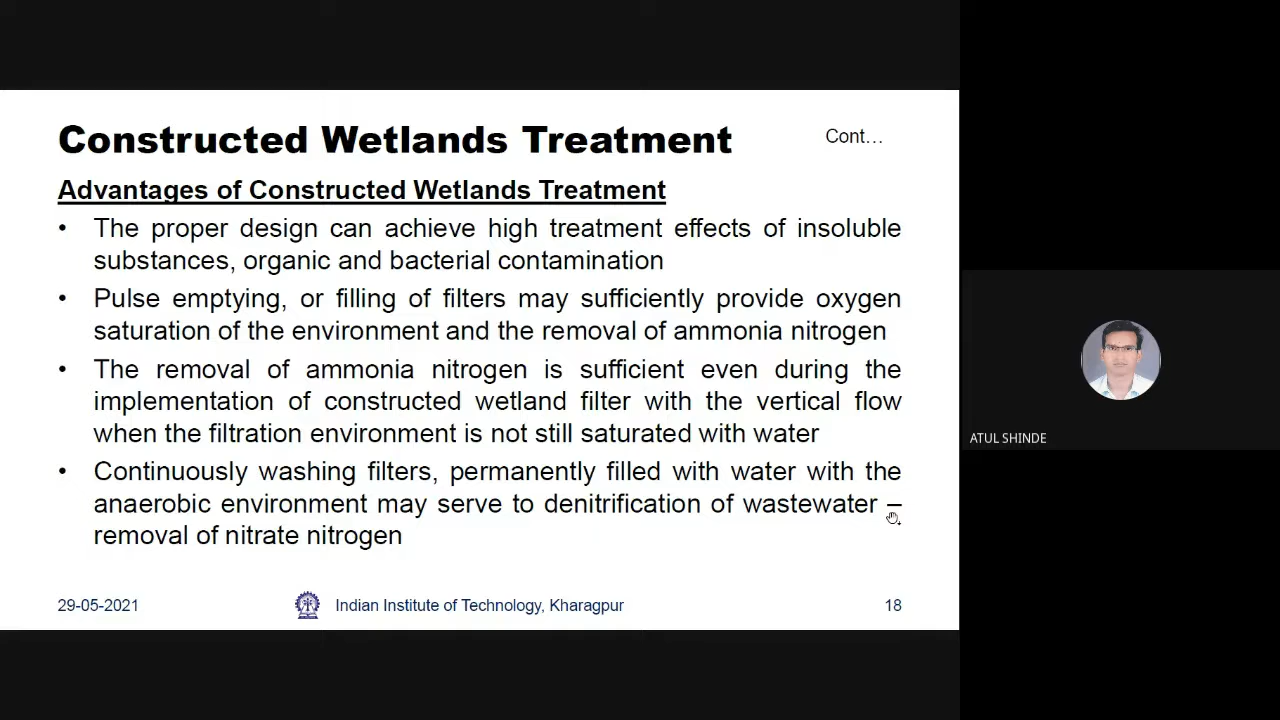 Constructed Wetlands Treatment
Cont...
Advantages of Constructed Wetlands Treatment
• The proper design can achieve high treatment effects of insoluble
substances, organic and bacterial contamination
• Pulse emptying, or filling of filters may sufficiently provide oxygen
saturation of the environment and the removal of ammonia nitrogen
• The removal of ammonia nitrogen is sufficient even during the
implementation of constructed wetland filter with the vertical flow
when the filtration environment is not still saturated with water
• Continuously washing filters, permanently filled with water with the
anaerobic environment may serve to denitrification of wastewater –
removal of nitrate nitrogen
29-05-2021
Indian Institute of Technology, Kharagpur
18
ATUL SHINDE